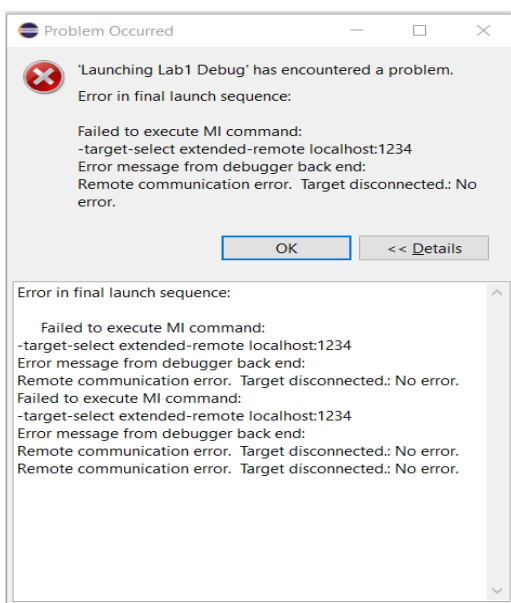 Problem Occurred
'Launching Lab1 Debug' has encountered a problem.
Error in final launch sequence:
Failed to execute MI command:
-target-select extended-remote localhost:1234
Error message from debugger back end:
Remote communication error.  Target disconnected.: No
error.
OK
<< Details
Error in final launch sequence:
Failed to execute MI command:
-target-select extended-remote localhost:1234
Error message from debugger back end:
Remote communication error.  Target disconnected.: No error.
Failed to execute MI command:
-target-select extended-remote localhost:1234
Error message from debugger back end:
Remote communication error.  Target disconnected.: No error.
Remote communication error.  Target disconnected.: No error.